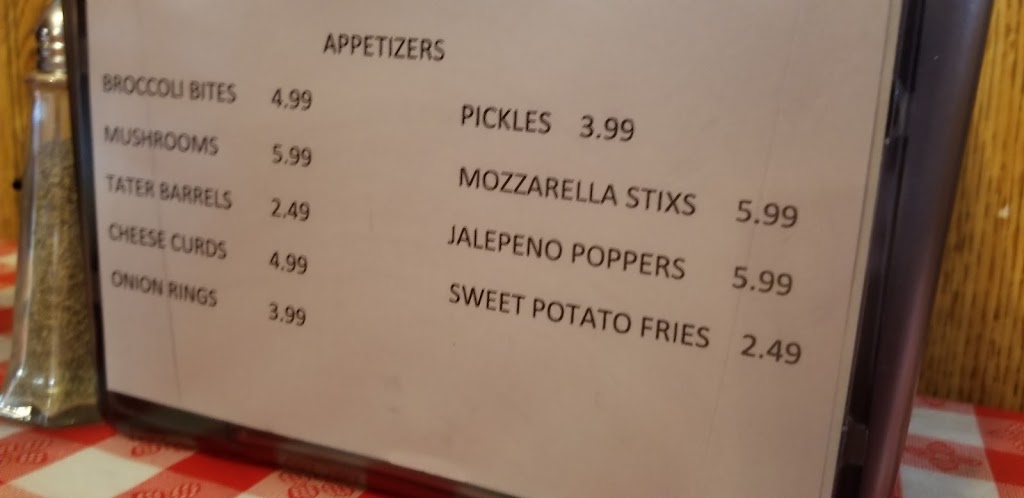 APPETIZERS
BROCCOLI BITES 4.99
MUSHROOMS 5.99
TATER BARRELS 2.49
CHEESE CURDS 4.99
ONION RINGS 3.99
PICKLES 3.99
MOZZARELLA STIXS 5.99
JALEPENO POPPERS 5.99
SWEET POTATO FRIES 2.49